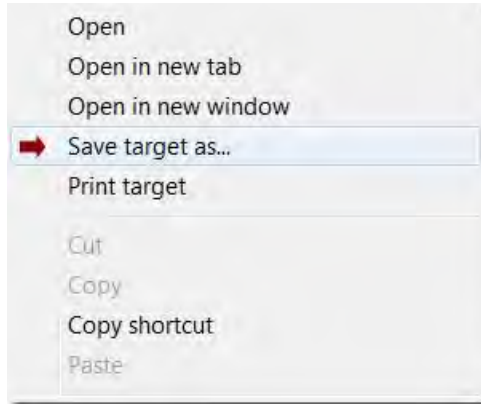 Open
Open in new tab
Open in new window
Save target as...
Print target
Cut
Copy
Copy shortcut
Paste